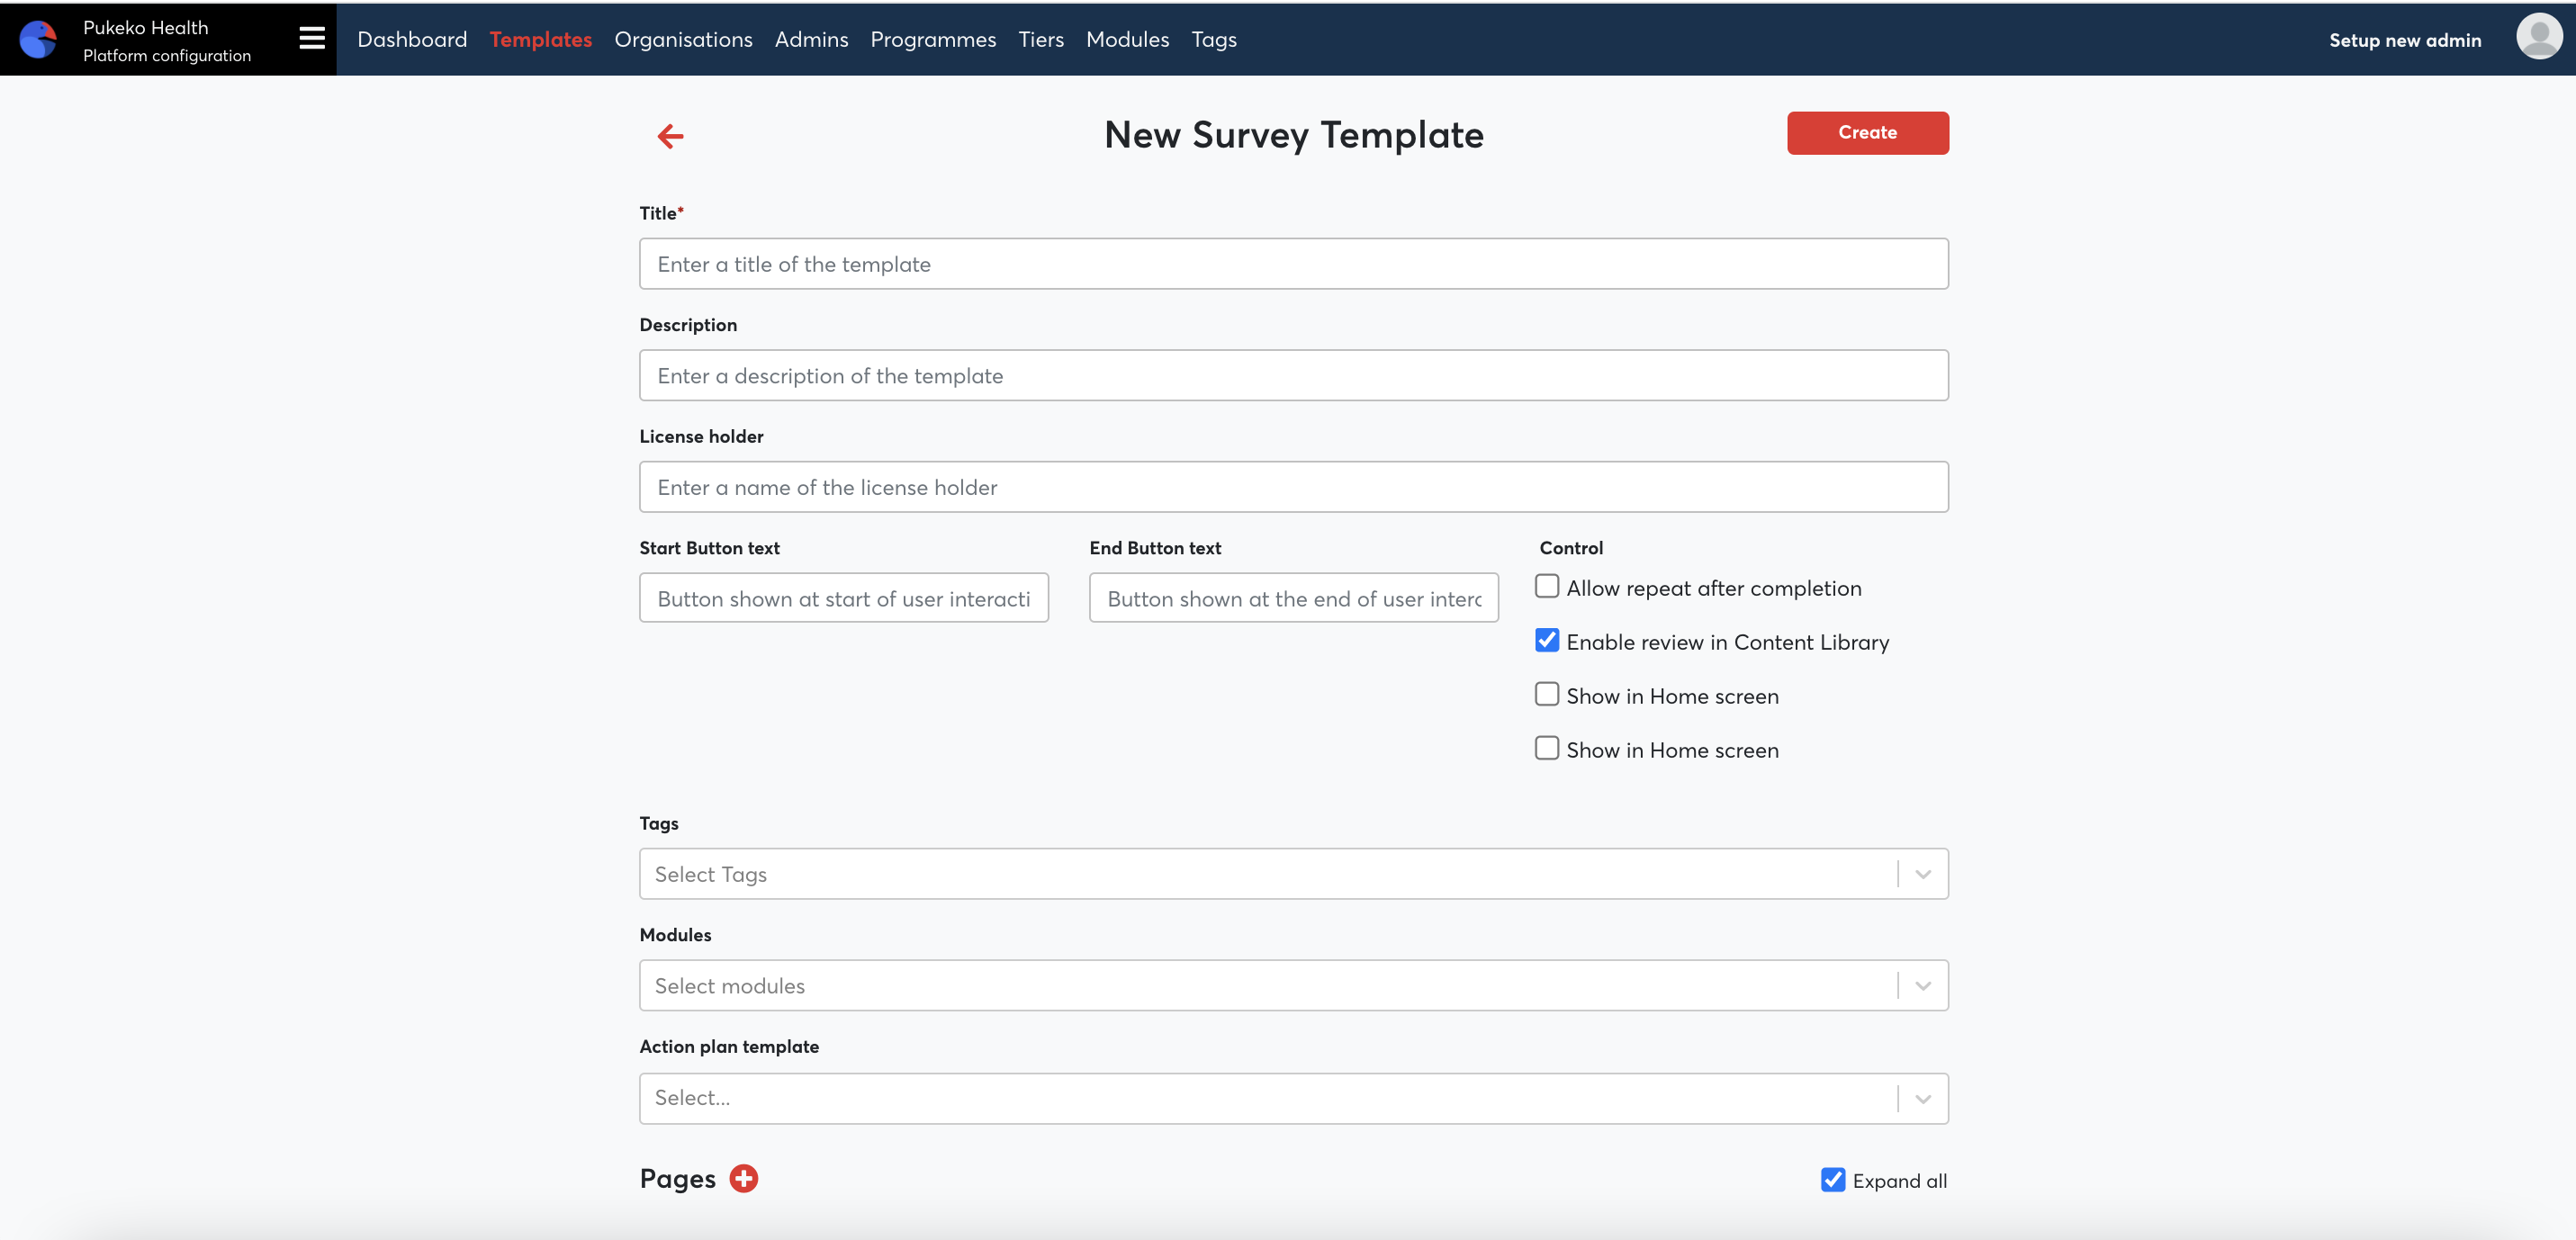 Pukeko Health
Platform configuration
Dashboard Templates Organisations Admins Programmes Tiers Modules Tags
Setup new admin
New Survey Template
Create
Title*
Enter a title of the template
Description
Enter a description of the template
License holder
Enter a name of the license holder
Start Button text
Button shown at start of user interacti
End Button text
Button shown at the end of user interc
Control
Allow repeat after completion
Enable review in Content Library
Show in Home screen
Show in Home screen
Tags
Select Tags
Modules
Select modules
Action plan template
Select...
Pages
Expand all